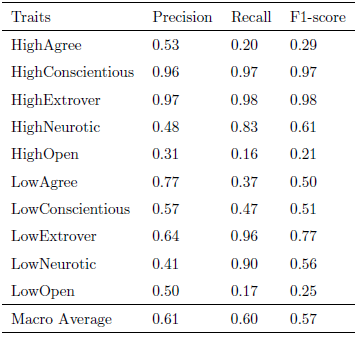 Traits Precision Recall F1-score
HighAgree 0.53 0.20 0.29
HighConscientious 0.96 0.97 0.97
HighExtrover 0.97 0.98 0.98
HighNeurotic 0.48 0.83 0.61
HighOpen 0.31 0.16 0.21
LowAgree 0.77 0.37 0.50
LowConscientious 0.57 0.47 0.51
LowExtrover 0.64 0.96 0.77
LowNeurotic 0.41 0.90 0.56
LowOpen 0.50 0.17 0.25
Macro Average 0.61 0.60 0.57